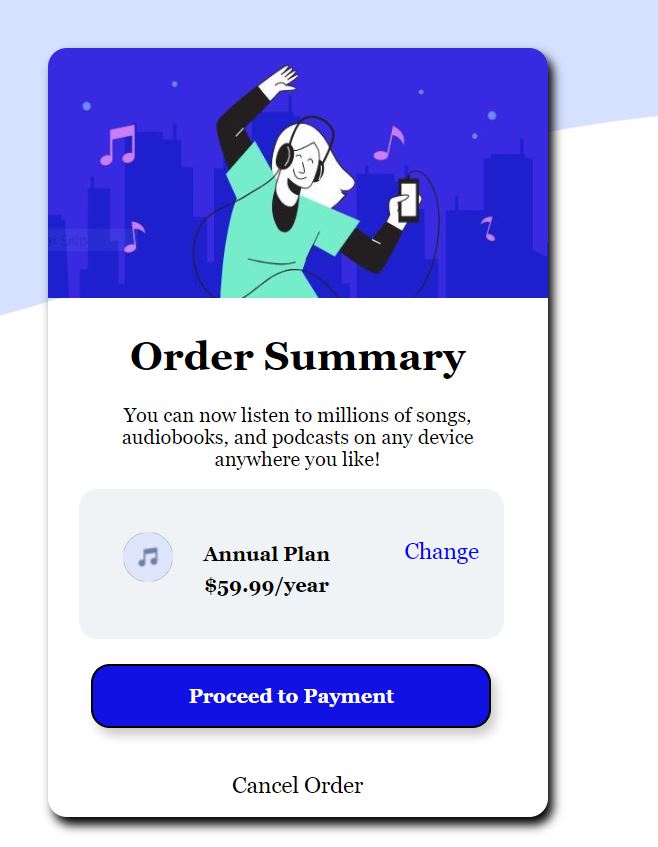 Order Summary
You can now listen to millions of songs,
audiobooks, and podcasts on any device
anywhere you like!
Annual Plan
Change
$59.99/year
Proceed to Payment
Cancel Order